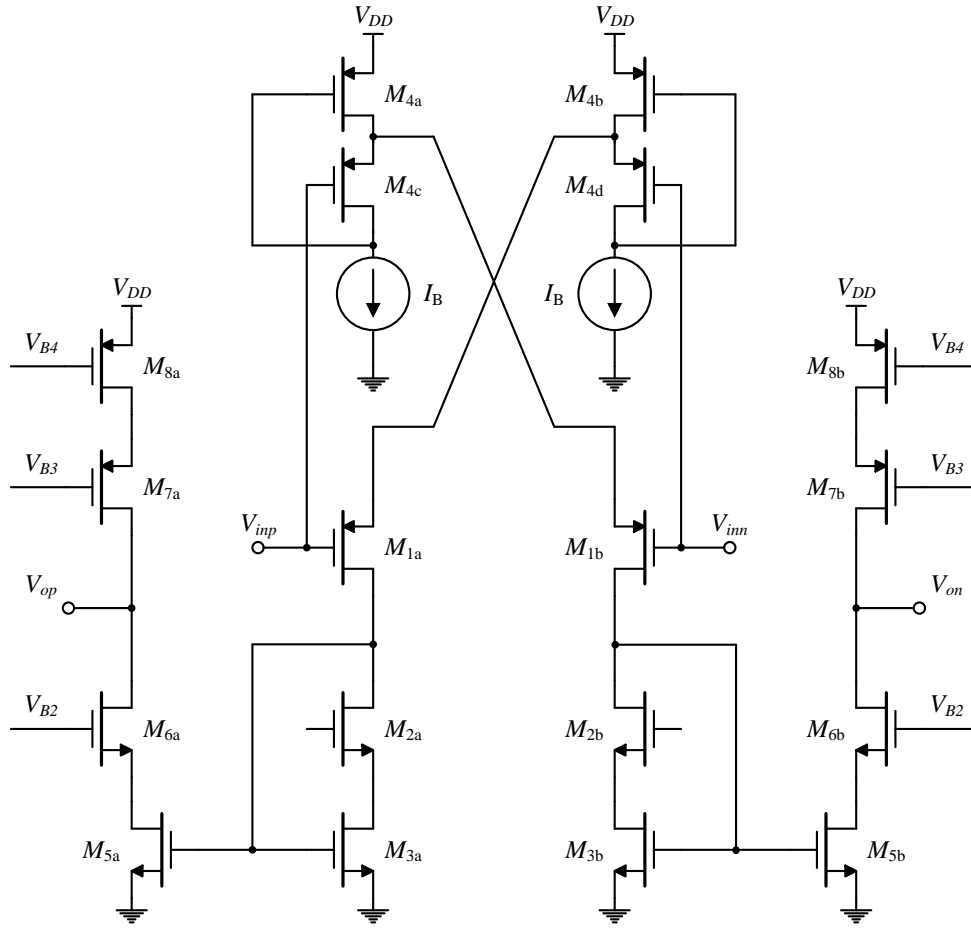 V_DD V_DD
M_4a M_4b
M_4c M_4d
V_DD I_B I_B V_DD
V_B4 M_8a M_8b V_B4
V_B3 M_7a M_7b V_B3
V_inp M_1a M_1b V_inn
V_op V_on
V_B2 M_6a M_2a M_2b M_6b V_B2
M_5a M_3a M_3b M_5b